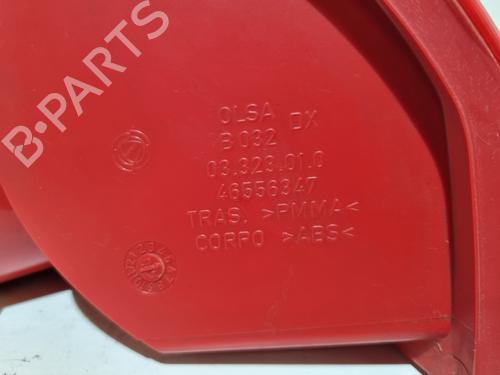 B-PARTS
OLSA DX
B 032
03.323.01.0
46556347
TRAS. >PMMA<
CORPO >ABS<